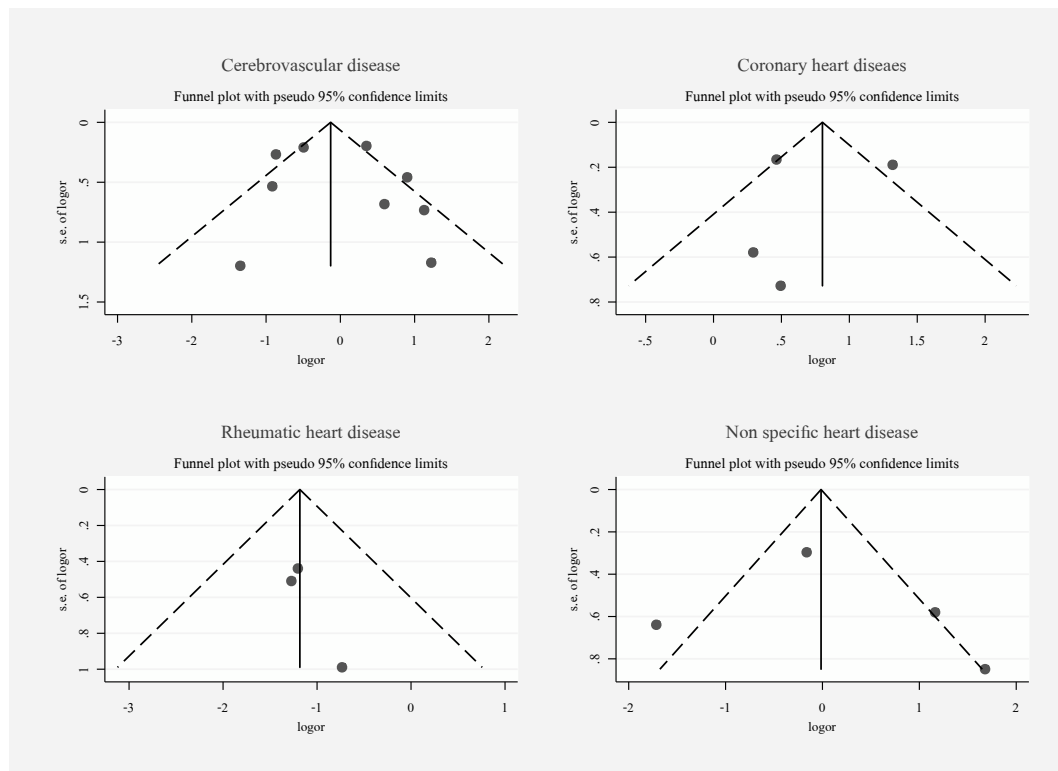 Cerebrovascular disease
Funnel plot with pseudo 95% confidence limits
s.e. of logor
0
.5
1
1.5
-3 -2 -1 0 1 2
logor
Coronary heart diseaes
Funnel plot with pseudo 95% confidence limits
s.e. of logor
0
.2
.4
.6
.8
-.5 0 .5 1 1.5 2
logor
Rheumatic heart disease
Funnel plot with pseudo 95% confidence limits
s.e. of logor
0
.2
.4
.6
.8
1
-3 -2 -1 0 1
logor
Non specific heart disease
Funnel plot with pseudo 95% confidence limits
s.e. of logor
0
.2
.4
.6
.8
-2 -1 0 1 2
logor